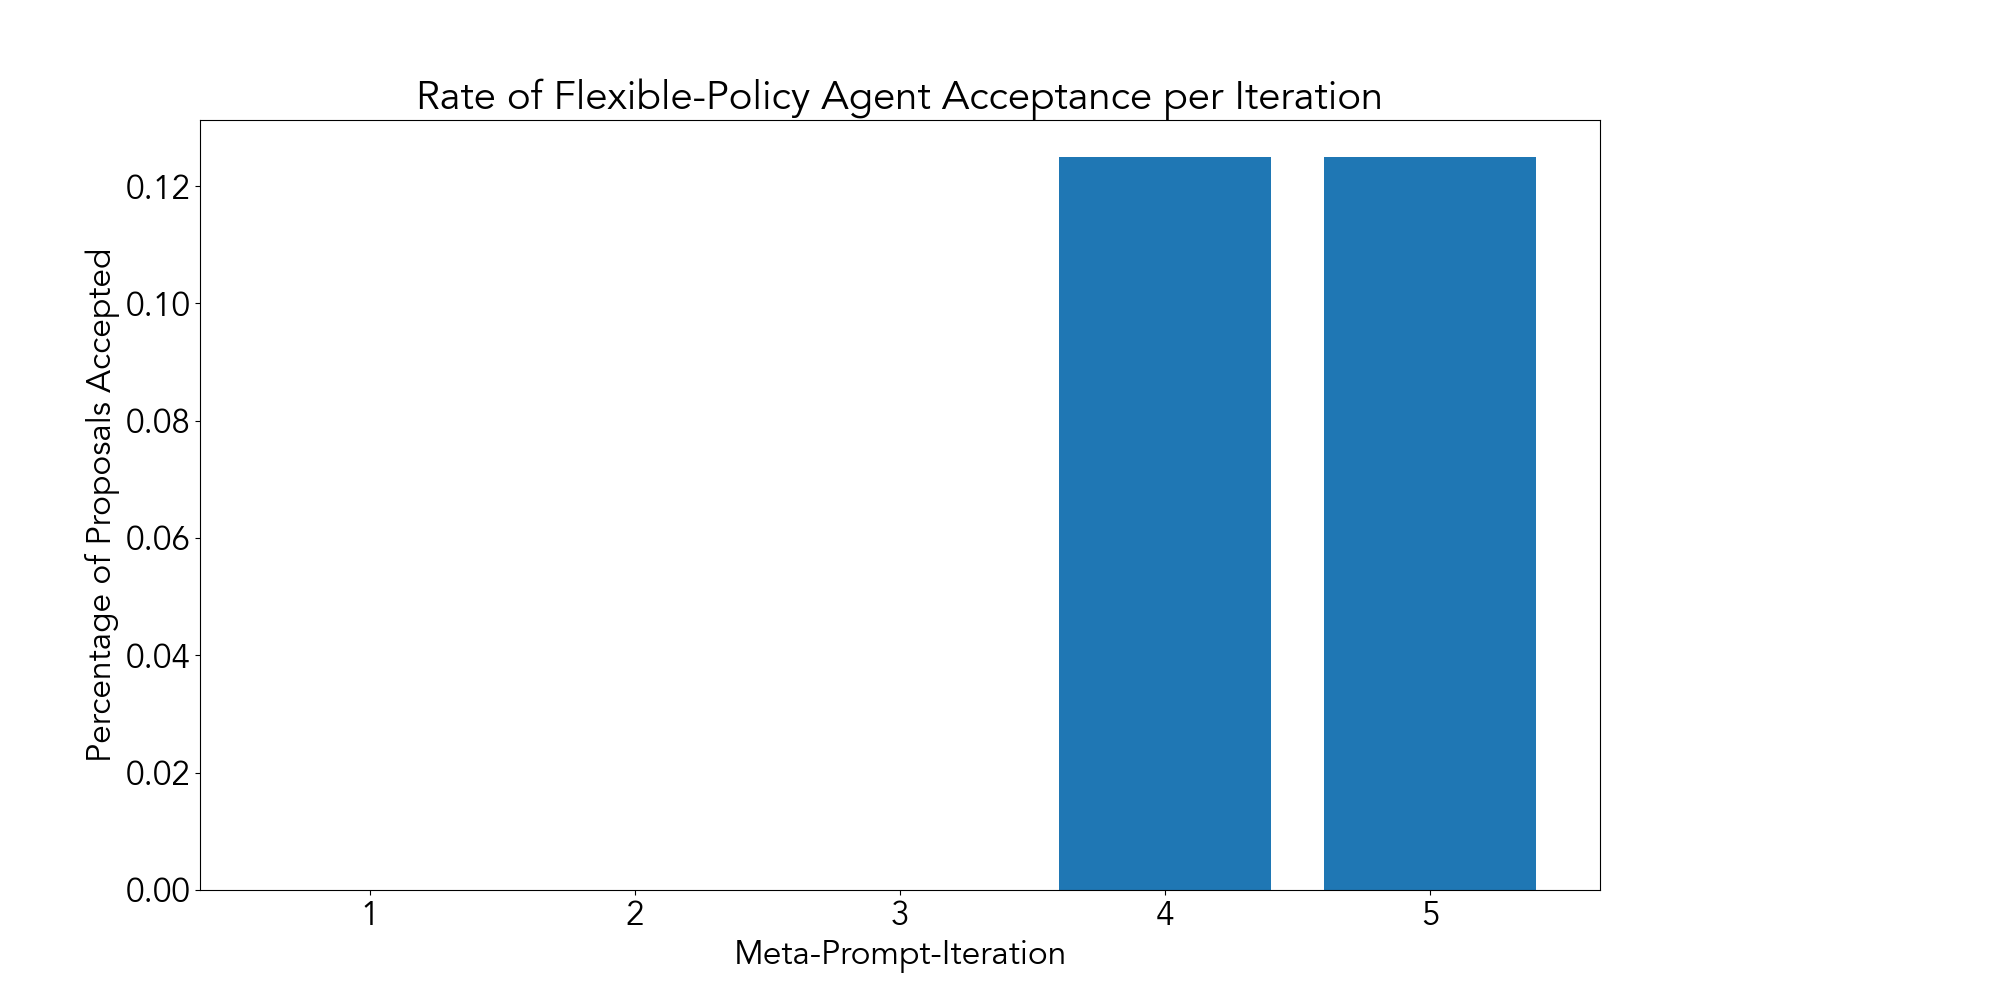 Rate of Flexible-Policy Agent Acceptance per Iteration
Percentage of Proposals Accepted
0.12
0.10
0.08
0.06
0.04
0.02
0.00
1 2 3 4 5
Meta-Prompt-Iteration